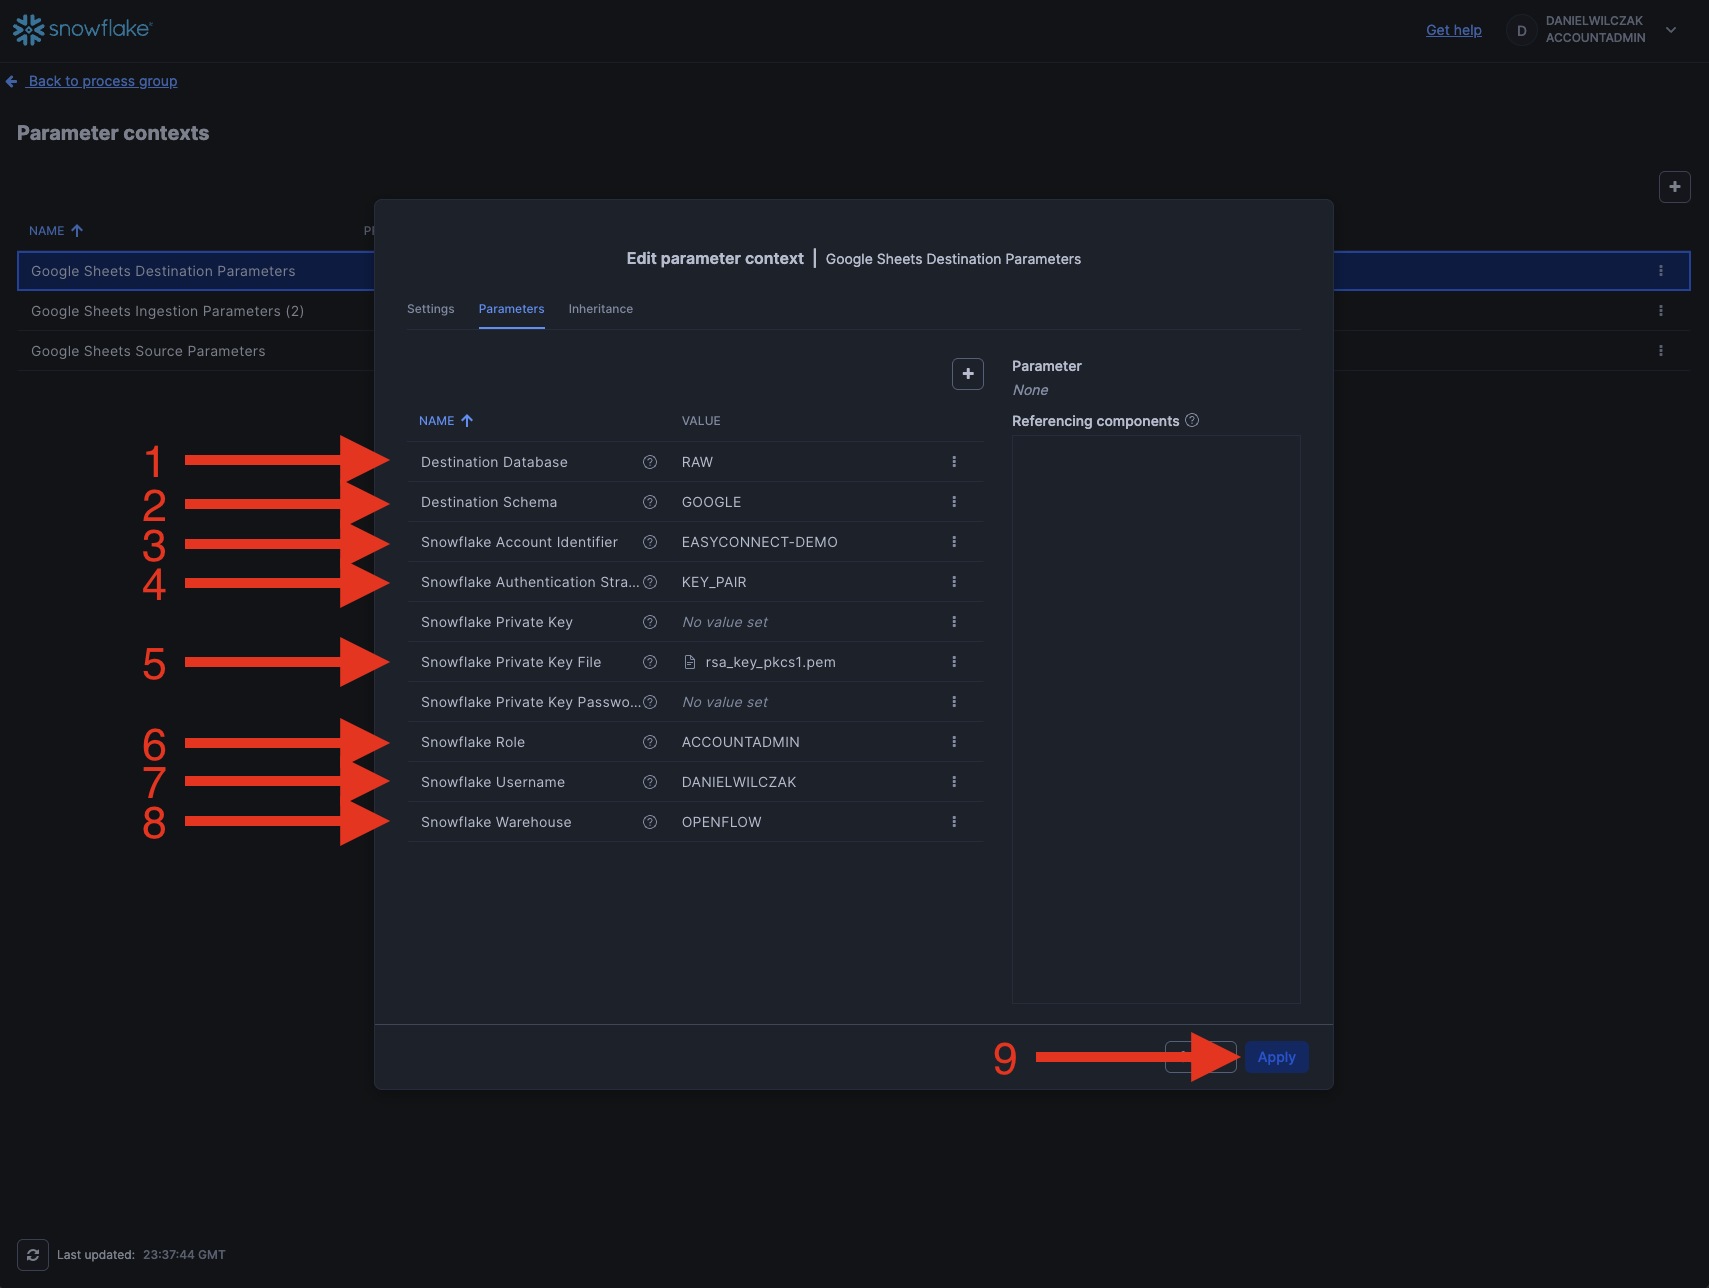 snowflake
Get help
D
DANIELWILCZAK
ACCOUNTADMIN
Back to process group
Parameter contexts
NAME
Google Sheets Destination Parameters
Google Sheets Ingestion Parameters (2)
Google Sheets Source Parameters
Edit parameter context | Google Sheets Destination Parameters
Settings Parameters Inheritance
Parameter
None
Referencing components
NAME VALUE
1 Destination Database RAW
2 Destination Schema GOOGLE
3 Snowflake Account Identifier EASYCONNECT-DEMO
4 Snowflake Authentication Stra... KEY_PAIR
Snowflake Private Key No value set
5 Snowflake Private Key File rsa_key_pkcs1.pem
Snowflake Private Key Passwo... No value set
6 Snowflake Role ACCOUNTADMIN
7 Snowflake Username DANIELWILCZAK
8 Snowflake Warehouse OPENFLOW
9 Apply
Last updated: 23:37:44 GMT